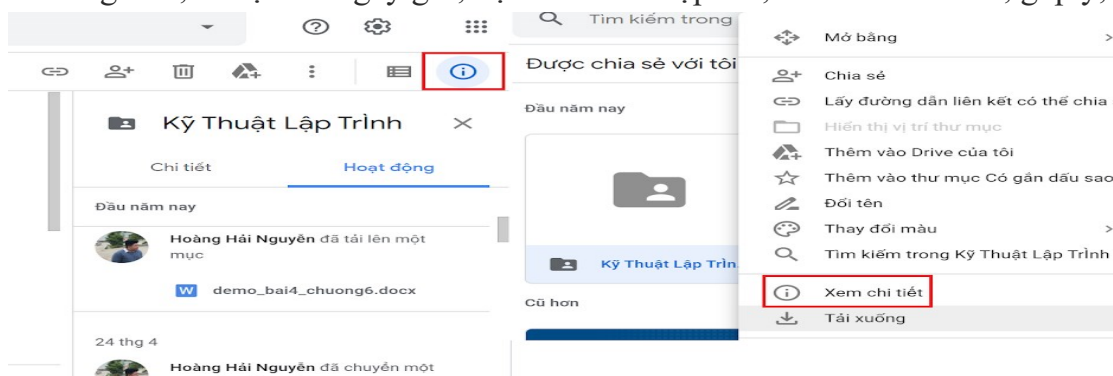 Kỹ Thuật Lập Trình
Chi tiết
Hoạt động
Đầu năm nay
Hoàng Hải Nguyễn đã tải lên một
mục
W demo_bai4_chuong6.docx
24 thg 4
Hoàng Hải Nguyễn đã chuyển một
Tìm kiếm trong
Được chia sẻ với tôi
Đầu năm nay
Kỹ Thuật Lập Trìn
Cũ hơn
Mở bằng
Chia sẻ
Lấy đường dẫn liên kết có thể chia
Hiển thị vị trí thư mục
Thêm vào Drive của tôi
Thêm vào thư mục Có gắn dấu sao
Đổi tên
Thay đổi màu
Tìm kiếm trong Kỹ Thuật Lập Trình
Xem chi tiết
Tải xuống